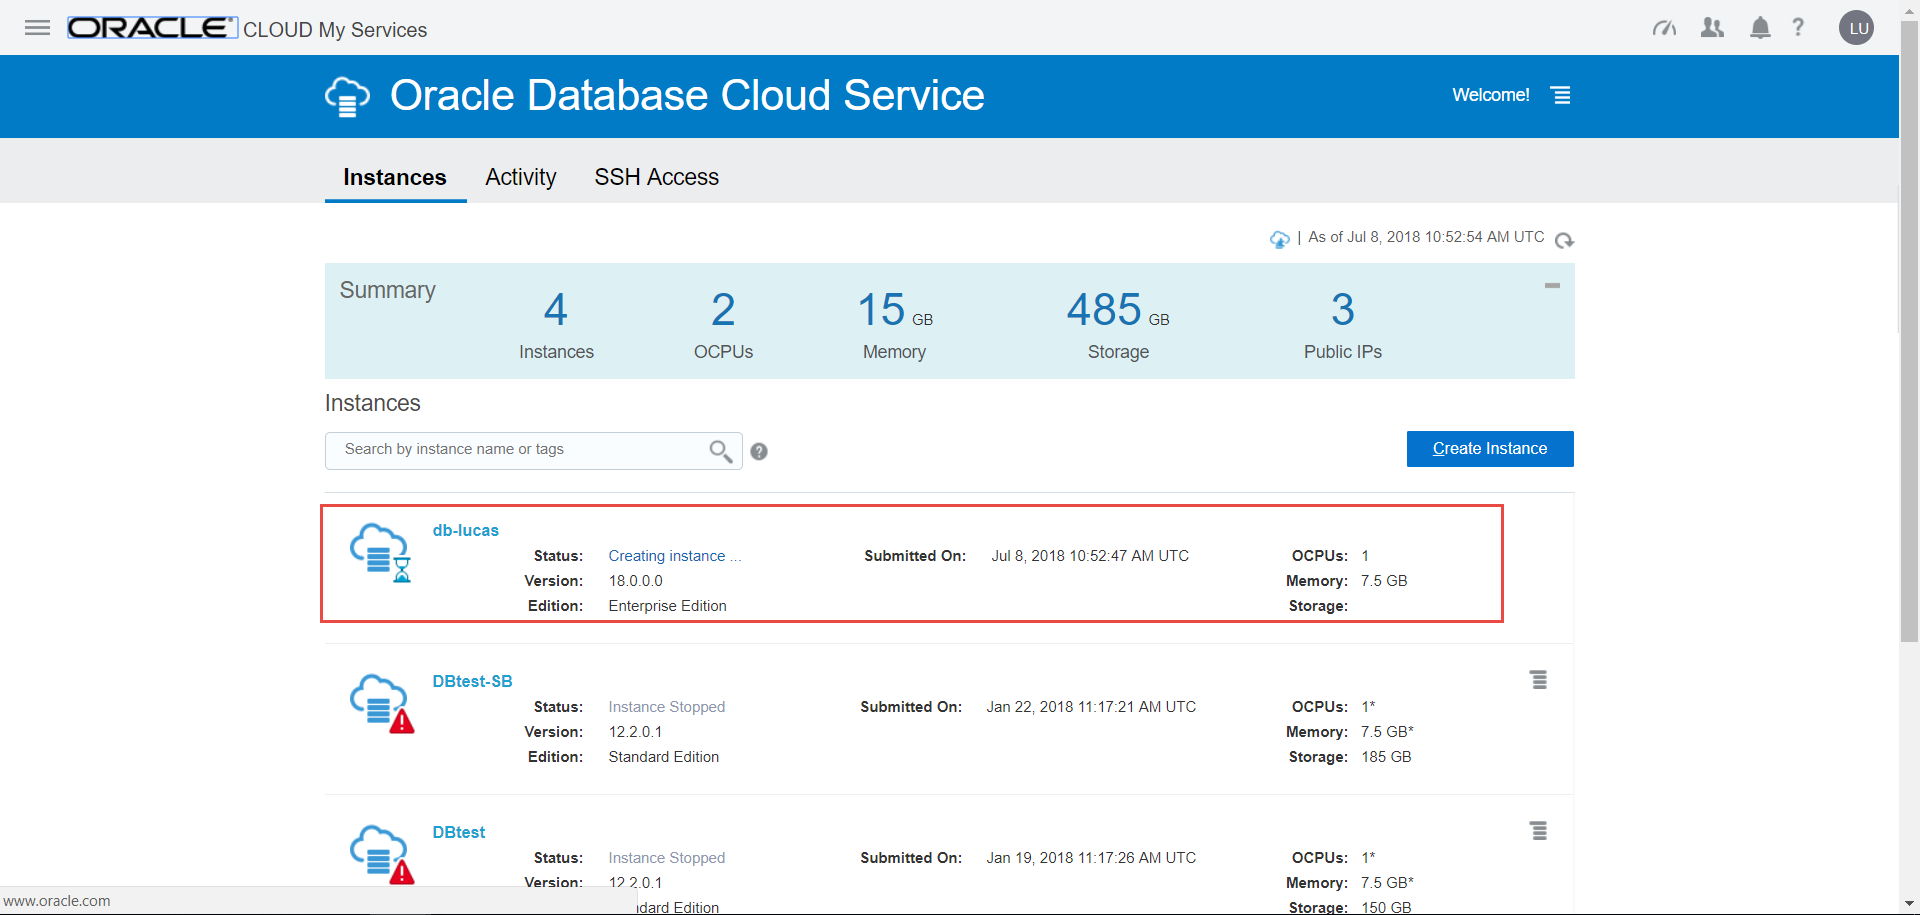 ORACLE CLOUD My Services
? LU
Oracle Database Cloud Service
Welcome!
Instances Activity SSH Access
| As of Jul 8, 2018 10:52:54 AM UTC
Summary
4 2 15 GB 485 GB 3
Instances OCPUs Memory Storage Public IPs
Instances
Search by instance name or tags
?
Create Instance
db-lucas
Status: Creating instance ... Submitted On: Jul 8, 2018 10:52:47 AM UTC OCPUs: 1
Version: 18.0.0.0 Memory: 7.5 GB
Edition: Enterprise Edition Storage:
DBtest-SB
Status: Instance Stopped Submitted On: Jan 22, 2018 11:17:21 AM UTC OCPUs: 1*
Version: 12.2.0.1 Memory: 7.5 GB*
Edition: Standard Edition Storage: 185 GB
DBtest
Status: Instance Stopped Submitted On: Jan 19, 2018 11:17:26 AM UTC OCPUs: 1*
Version: 12.2.0.1 Memory: 7.5 GB*
www.oracle.com
dard Edition Storage: 150 GB